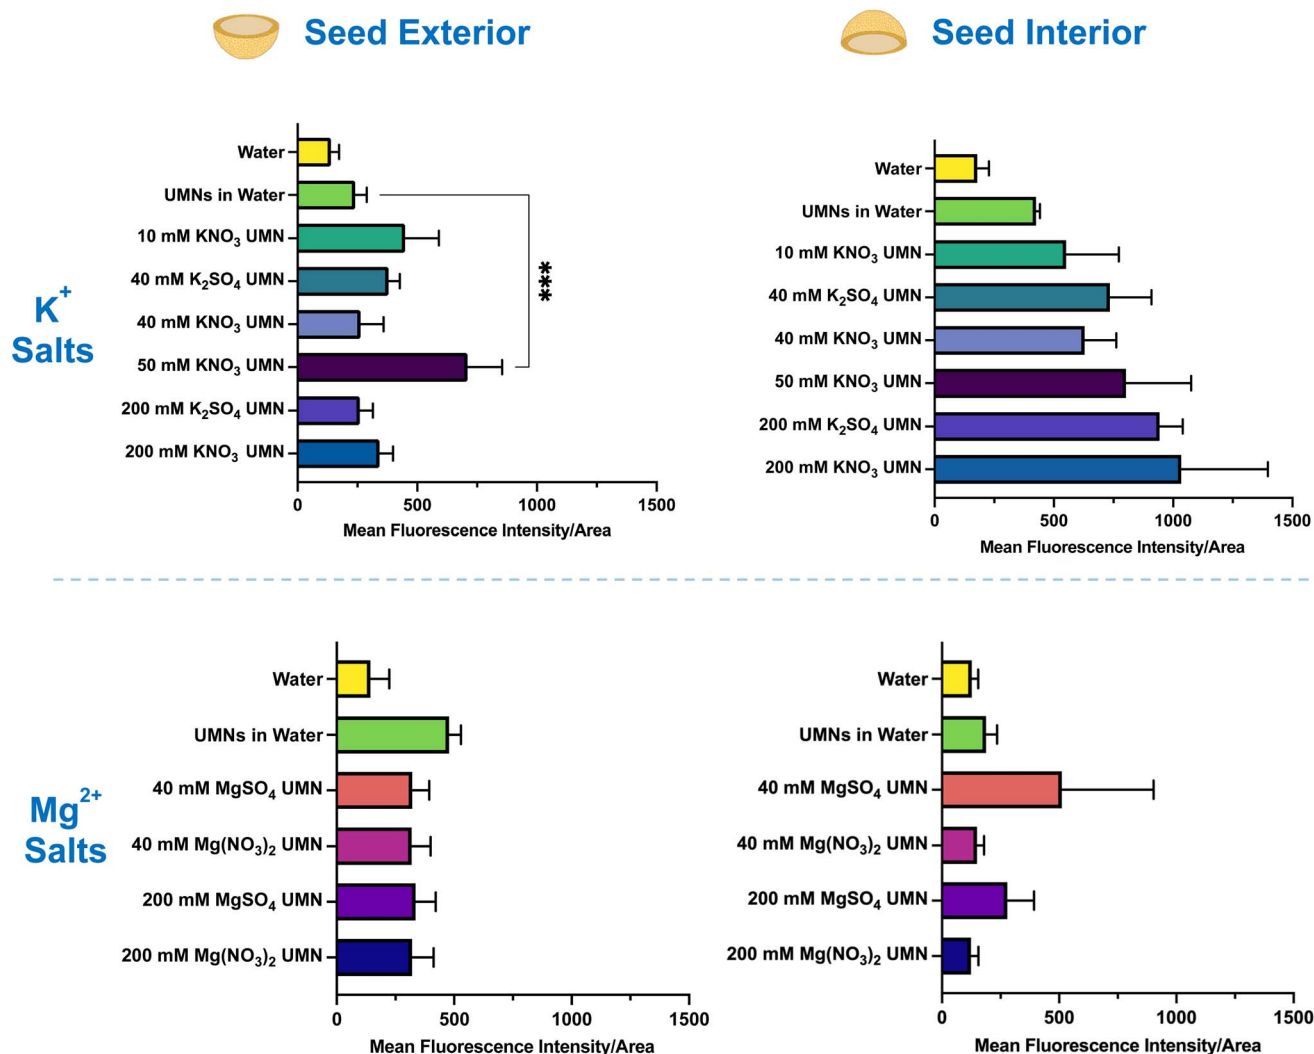 Seed Exterior
Seed Interior
K⁺
Salts
Water
UMNs in Water
10 mM KNO₃ UMN
40 mM K₂SO₄ UMN
40 mM KNO₃ UMN
50 mM KNO₃ UMN
200 mM K₂SO₄ UMN
200 mM KNO₃ UMN
***
0 500 1000 1500
Mean Fluorescence Intensity/Area
Water
UMNs in Water
10 mM KNO₃ UMN
40 mM K₂SO₄ UMN
40 mM KNO₃ UMN
50 mM KNO₃ UMN
200 mM K₂SO₄ UMN
200 mM KNO₃ UMN
0 500 1000 1500
Mean Fluorescence Intensity/Area
Mg²⁺
Salts
Water
UMNs in Water
40 mM MgSO₄ UMN
40 mM Mg(NO₃)₂ UMN
200 mM MgSO₄ UMN
200 mM Mg(NO₃)₂ UMN
0 500 1000 1500
Mean Fluorescence Intensity/Area
Water
UMNs in Water
40 mM MgSO₄ UMN
40 mM Mg(NO₃)₂ UMN
200 mM MgSO₄ UMN
200 mM Mg(NO₃)₂ UMN
0 500 1000 1500
Mean Fluorescence Intensity/Area